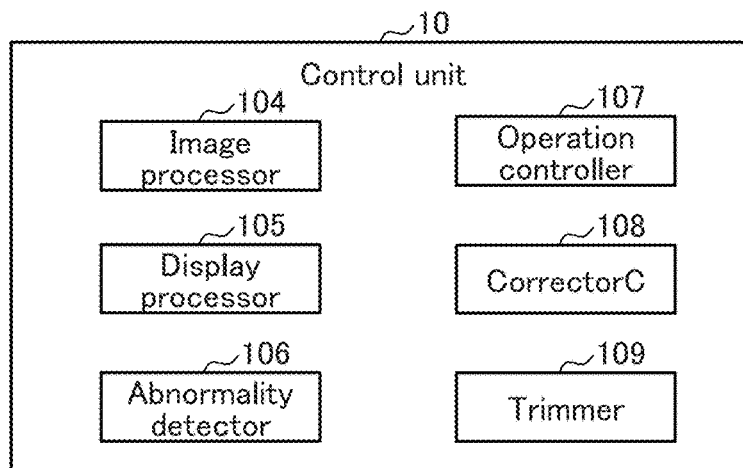 10
Control unit
104
Image
processor
107
Operation
controller
105
Display
processor
108
CorrectorC
106
Abnormality
detector
109
Trimmer